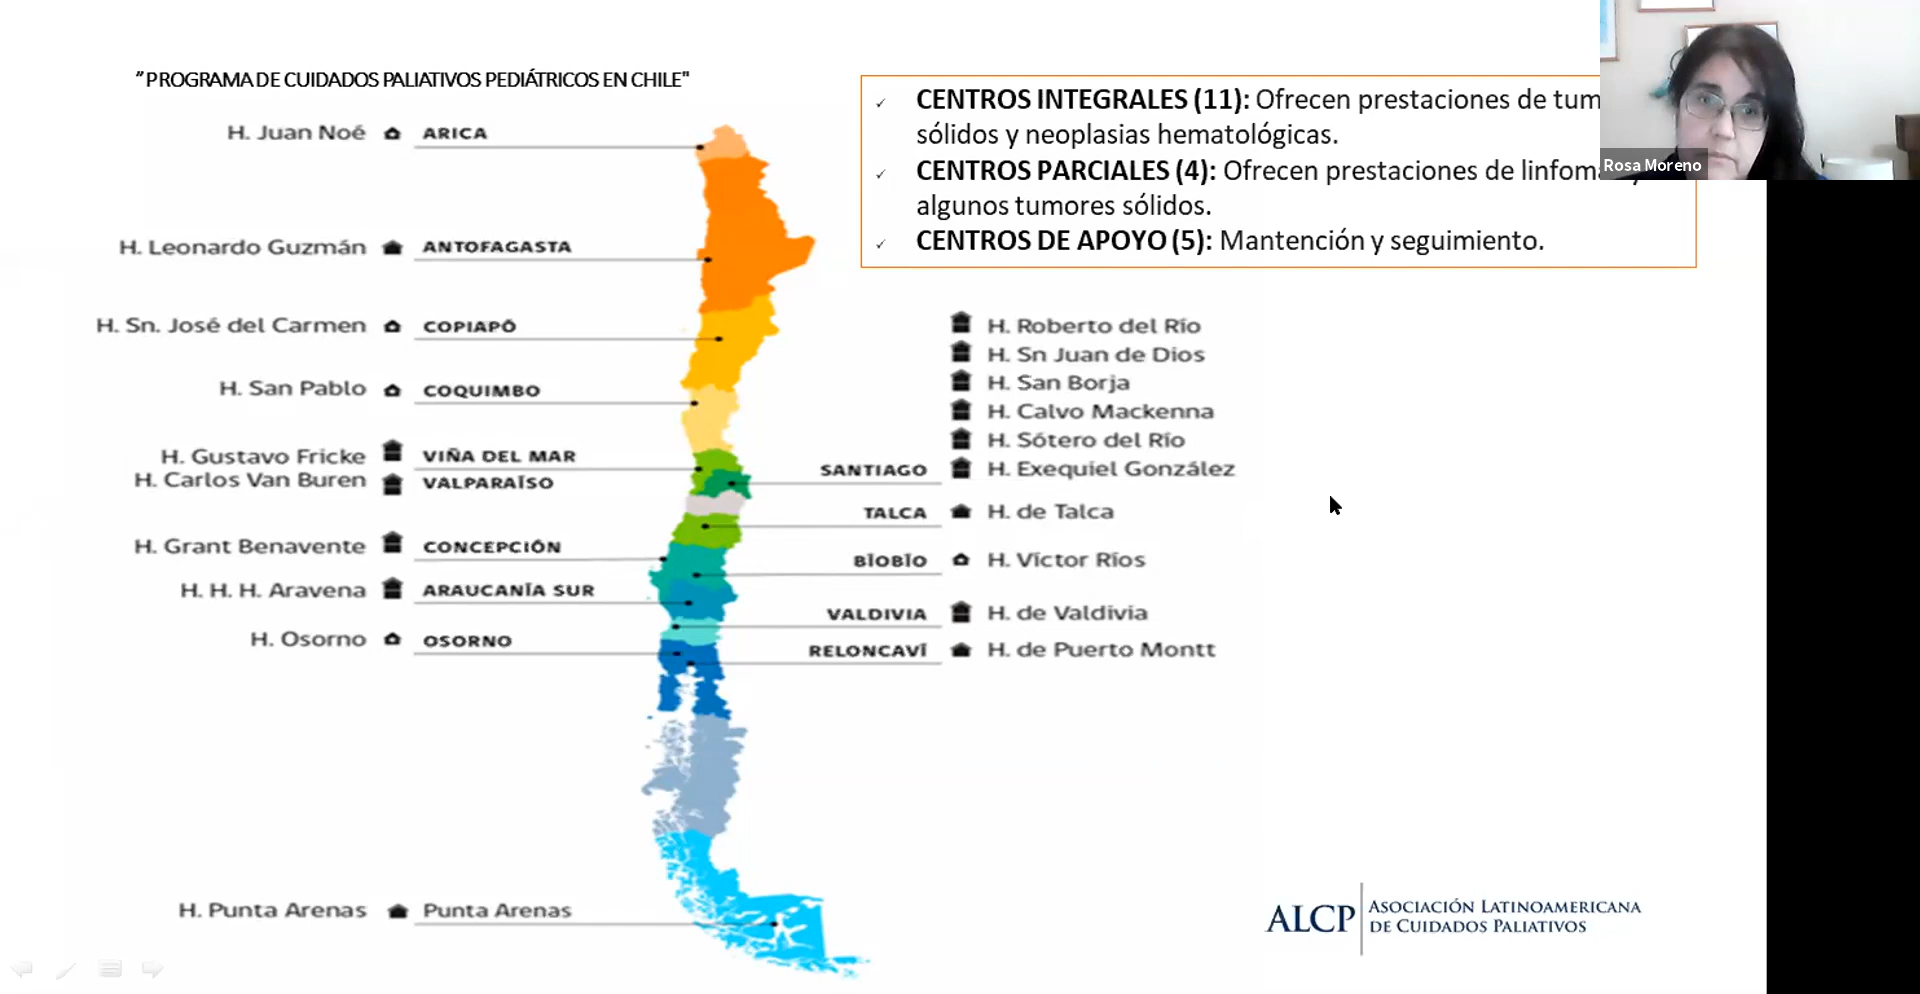 "PROGRAMA DE CUIDADOS PALIATIVOS PEDIÁTRICOS EN CHILE"
CENTROS INTEGRALES (11): Ofrecen prestaciones de tum
sólidos y neoplasias hematológicas.
CENTROS PARCIALES (4): Ofrecen prestaciones de linfom
algunos tumores sólidos.
CENTROS DE APOYO (5): Mantención y seguimiento.
Rosa Moreno
H. Juan Noé ARICA
H. Leonardo Guzmán ANTOFAGASTA
H. Sn. José del Carmen COPIAPÓ
H. San Pablo COQUIMBO
H. Gustavo Fricke VIÑA DEL MAR
H. Carlos Van Buren VALPARAÍSO
H. Grant Benavente CONCEPCIÓN
H. H. H. Aravena ARAUCANÍA SUR
H. Osorno OSORNO
H. Punta Arenas Punta Arenas
H. Roberto del Río
H. Sn Juan de Dios
H. San Borja
H. Calvo Mackenna
H. Sótero del Río
SANTIAGO H. Exequiel González
TALCA H. de Talca
BÍOBÍO H. Víctor Ríos
VALDIVIA H. de Valdivia
RELONCAVÍ H. de Puerto Montt
ALCP
ASOCIACIÓN LATINOAMERICANA
DE CUIDADOS PALIATIVOS